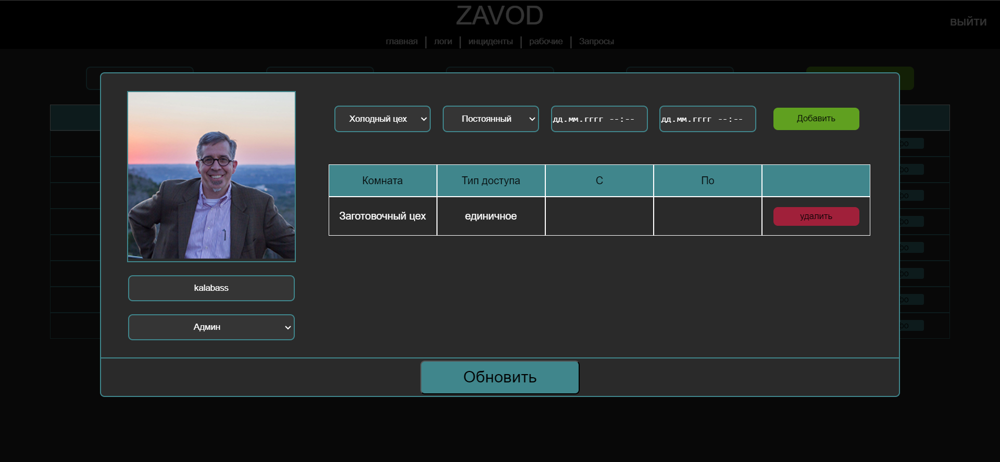 ZAVOD
ВЫЙТИ
главная | логи | инциденты | рабочие | Запросы
Холодный цех Постоянный дд.мм.гггг --:-- дд.мм.гггг --:-- Добавить
Комната Тип доступа С По
Заготовочный цех единичное удалить
kalabass
Админ
Обновить